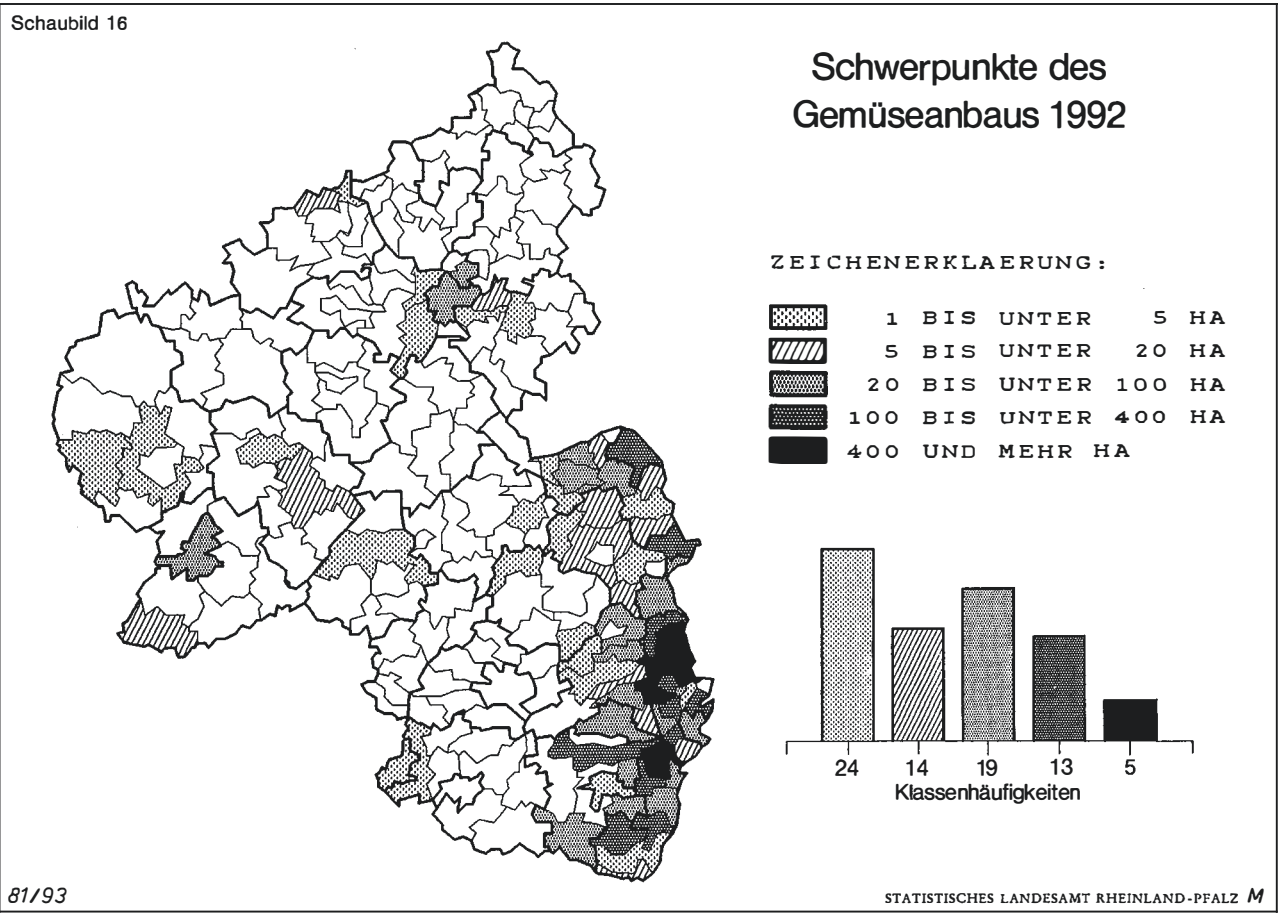 Schaubild 16
Schwerpunkte des
Gemüseanbaus 1992
ZEICHENERKLAERUNG:
1 BIS UNTER 5 HA
5 BIS UNTER 20 HA
20 BIS UNTER 100 HA
100 BIS UNTER 400 HA
400 UND MEHR HA
24 14 19 13 5
Klassenhäufigkeiten
81/93
STATISTISCHES LANDESAMT RHEINLAND-PFALZ M